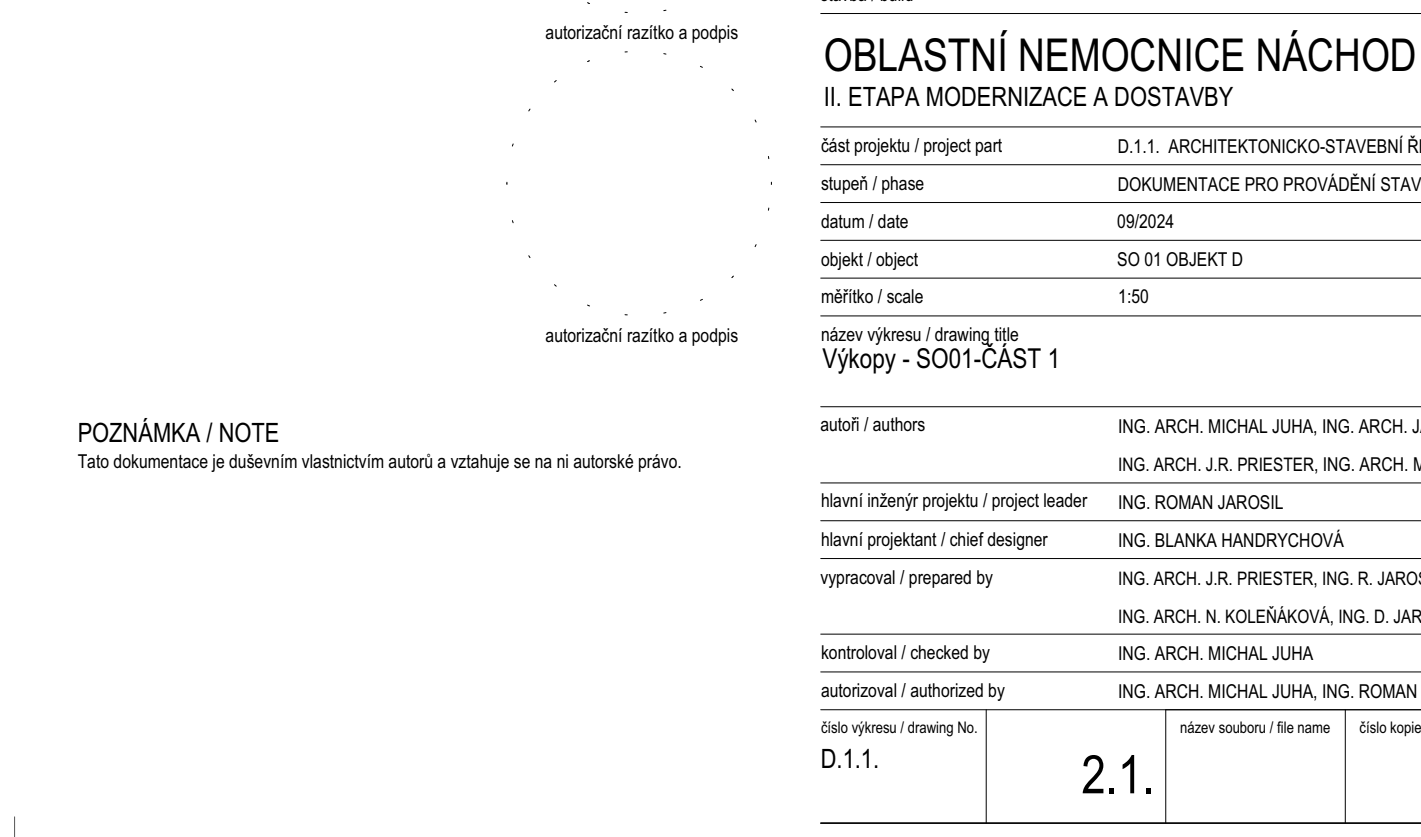 autorizační razítko a podpis
autorizační razítko a podpis
POZNÁMKA / NOTE
Tato dokumentace je duševním vlastnictvím autorů a vztahuje se na ni autorské právo.
OBLASTNÍ NEMOCNICE NÁCHOD
II. ETAPA MODERNIZACE A DOSTAVBY
část projektu / project part D.1.1. ARCHITEKTONICKO-STAVEBNÍ
stupeň / phase DOKUMENTACE PRO PROVÁDĚNÍ
datum / date 09/2024
objekt / object SO 01 OBJEKT D
měřítko / scale 1:50
název výkresu / drawing title
Výkopy - SO01-ČÁST 1
autoři / authors ING. ARCH. MICHAL JUHA, ING. ARCH.
ING. ARCH. J.R. PRIESTER, ING. ARCH.
hlavní inženýr projektu / project leader ING. ROMAN JAROSIL
hlavní projektant / chief designer ING. BLANKA HANDRYCHOVÁ
vypracoval / prepared by ING. ARCH. J.R. PRIESTER, ING. R.
ING. ARCH. N. KOLEŇÁKOVÁ, ING. D.
kontroloval / checked by ING. ARCH. MICHAL JUHA
autorizoval / authorized by ING. ARCH. MICHAL JUHA, ING. ROMAN
číslo výkresu / drawing No. název souboru / file name číslo kopie
D.1.1. 2.1.